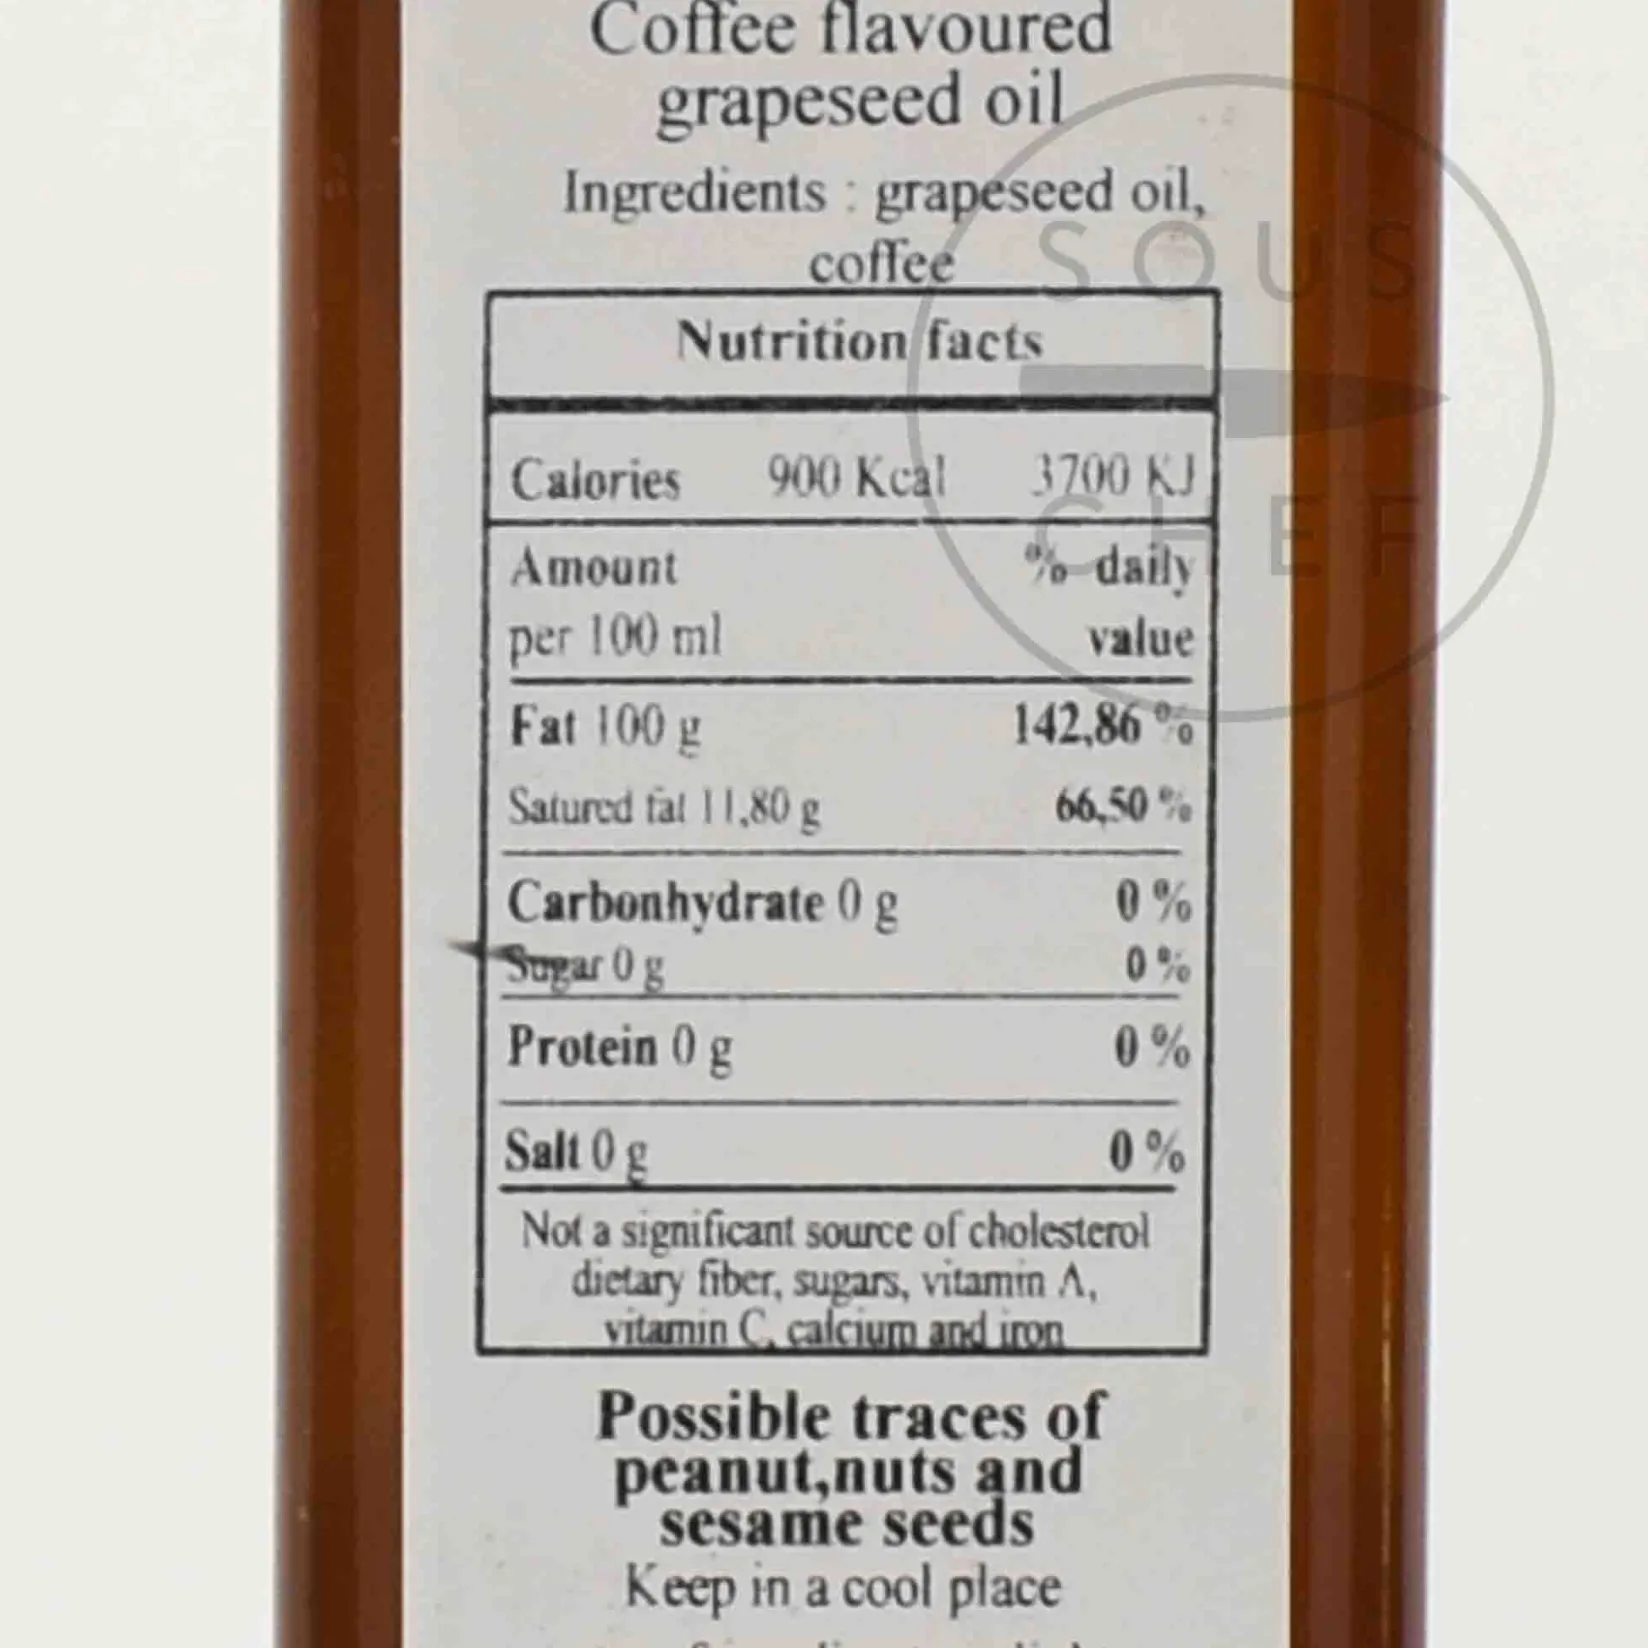 Coffee flavoured
grapeseed oil
Ingredients : grapeseed oil,
coffee
Nutrition facts
Calories 900 Kcal 3700 KJ
Amount % daily
per 100 ml value
Fat 100 g 142,86 %
Satured fat 11,80 g 66,50 %
Carbonhydrate 0 g 0 %
Sugar 0 g 0 %
Protein 0 g 0 %
Salt 0 g 0 %
Not a significant source of cholesterol
dietary fiber, sugars, vitamin A,
vitamin C, calcium and iron
Possible traces of
peanut,nuts and
sesame seeds
Keep in a cool place
SOUS
CHEF